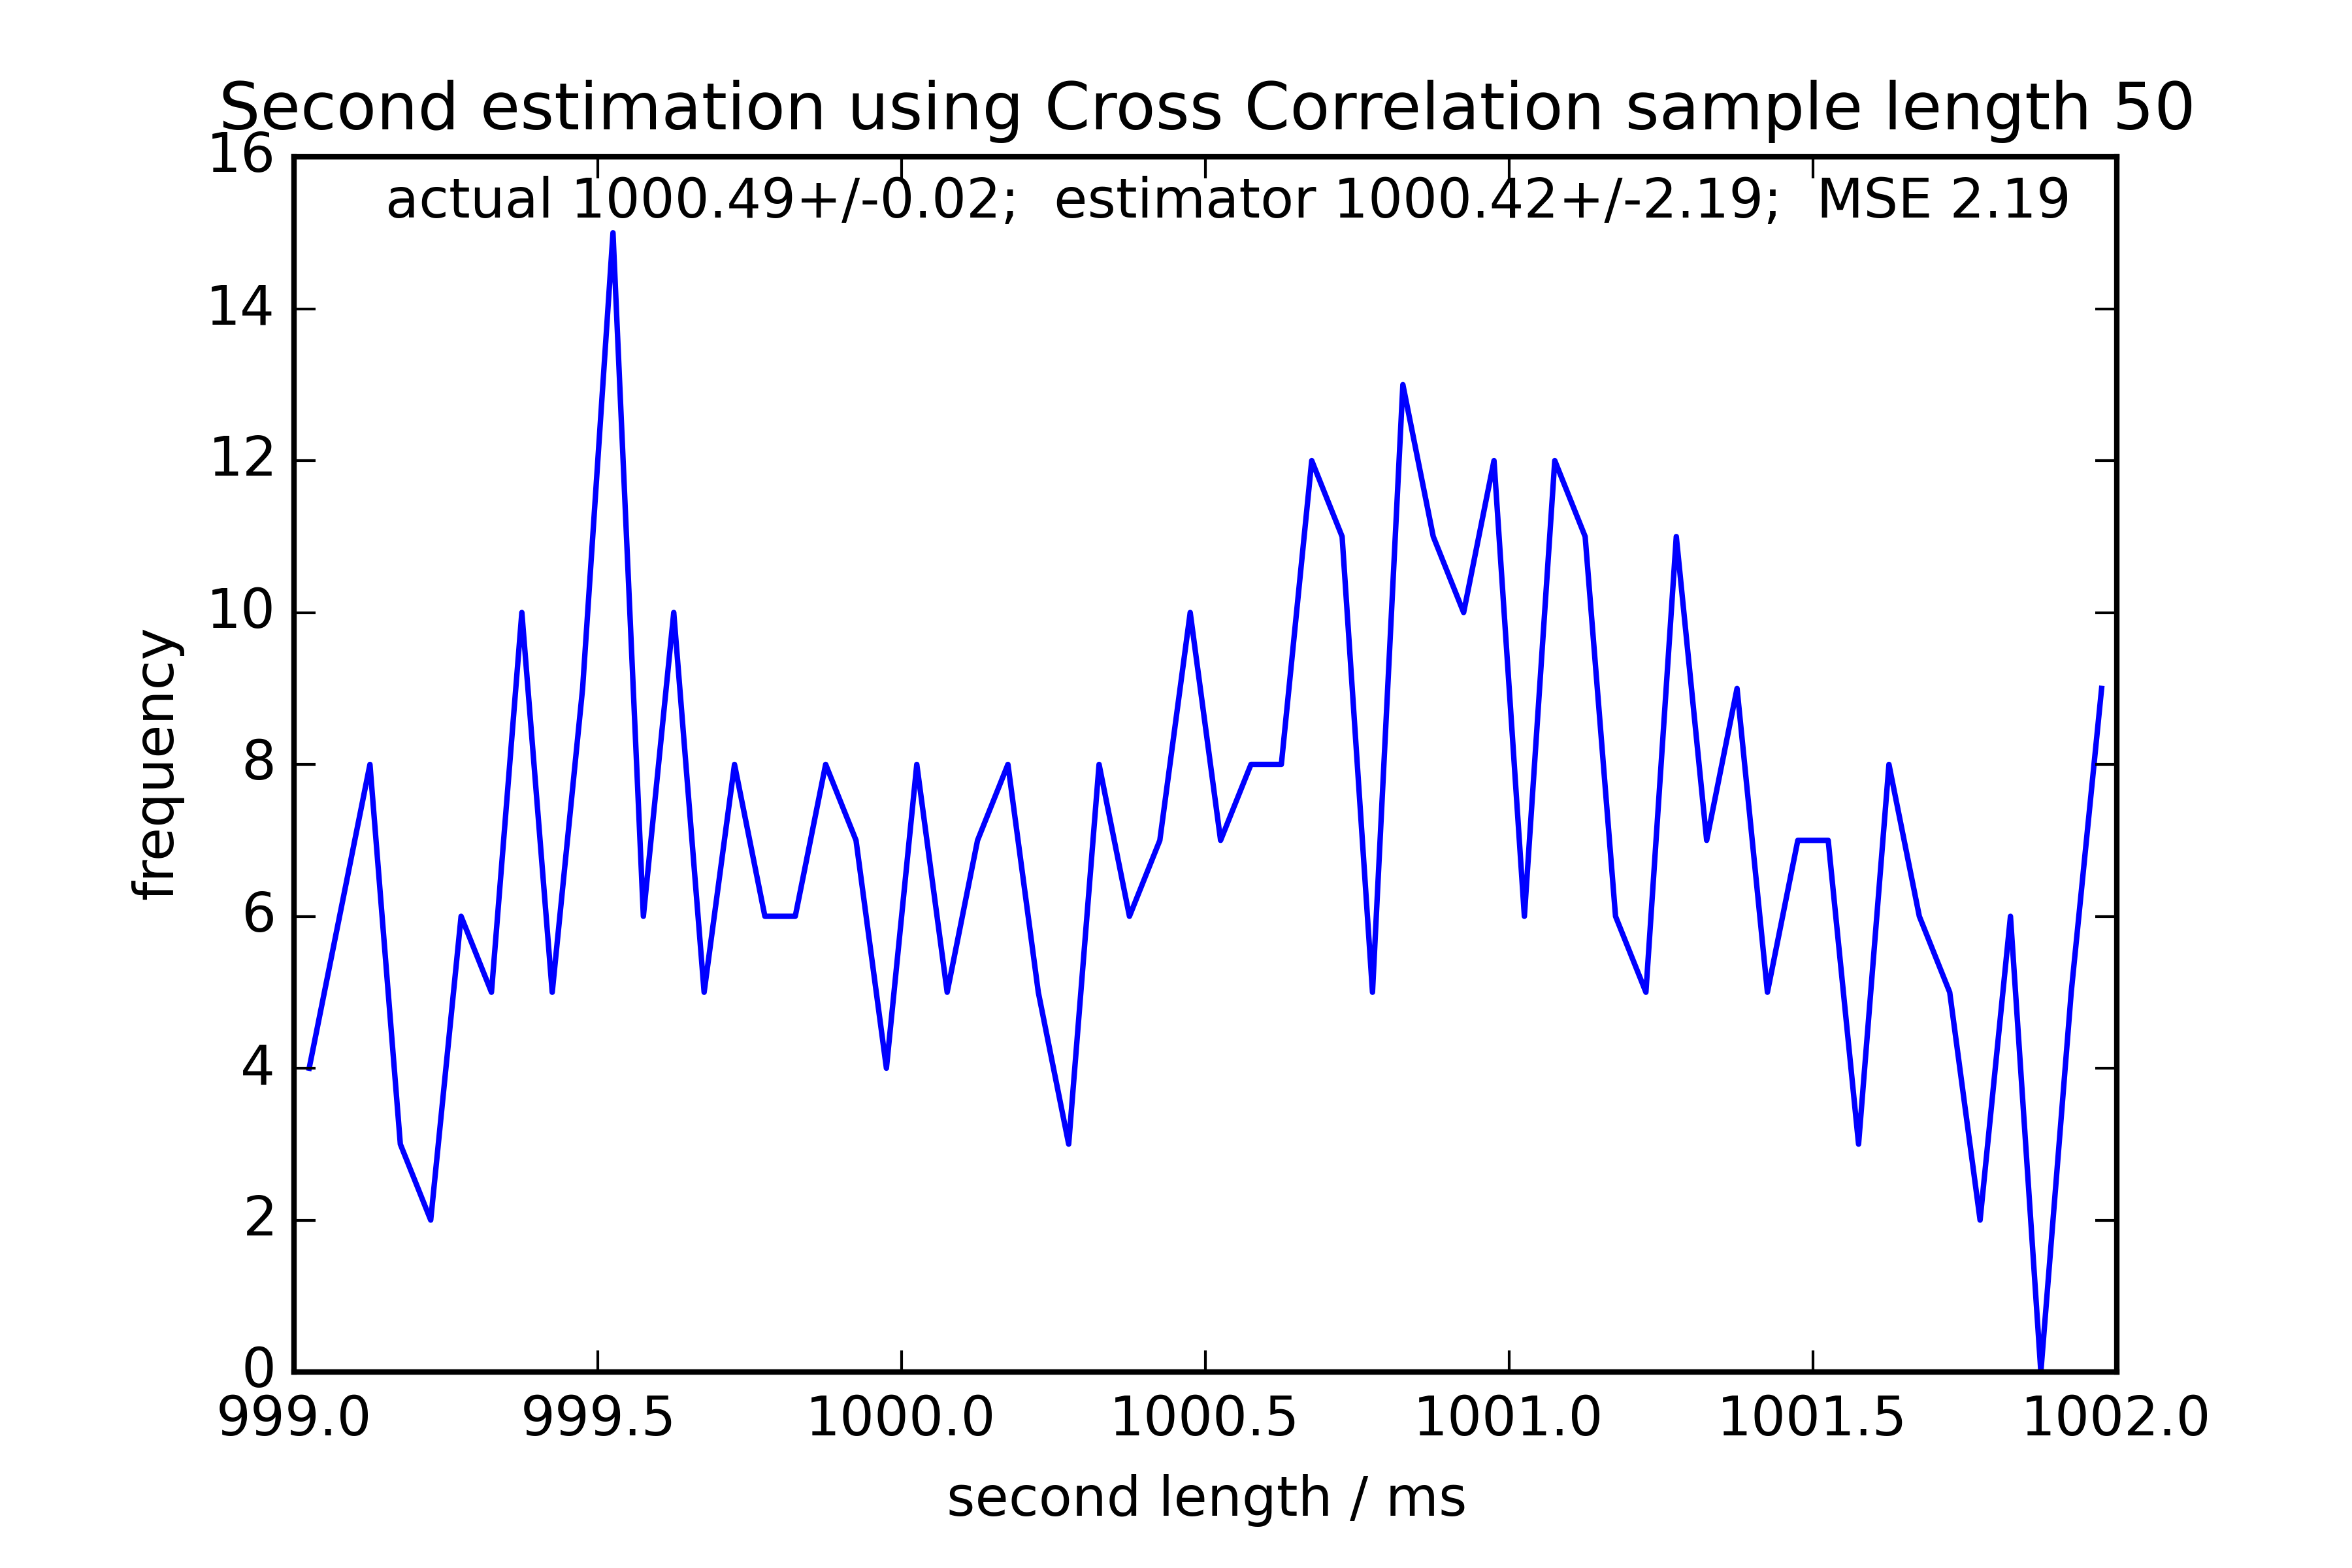 Second estimation using Cross Correlation sample length 50
actual 1000.49+/-0.02;  estimator 1000.42+/-2.19;  MSE 2.19
16
14
12
10
8
6
4
2
0
frequency
999.0 999.5 1000.0 1000.5 1001.0 1001.5 1002.0
second length / ms